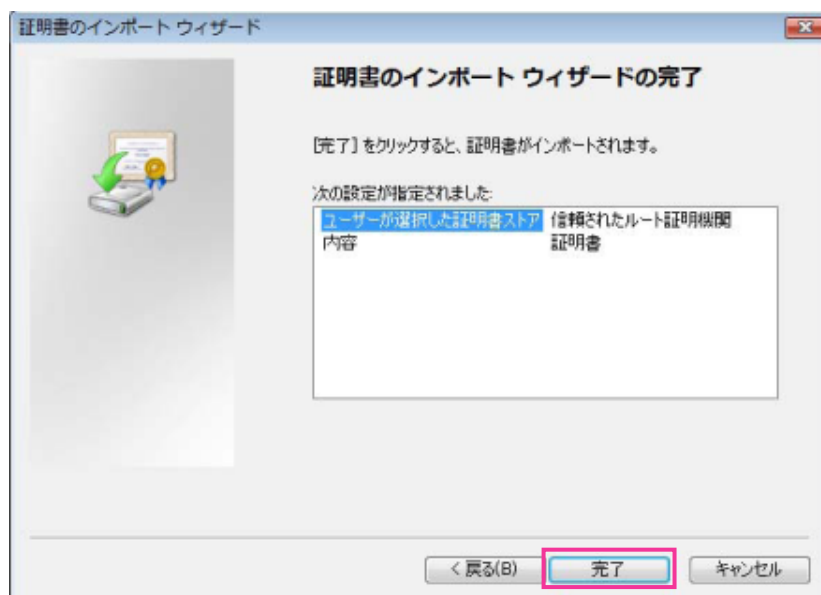 証明書のインポート ウィザード
証明書のインポート ウィザードの完了
[完了] をクリックすると、証明書がインポートされます。
次の設定が指定されました:
ユーザーが選択した証明書ストア 信頼されたルート証明機関
内容 証明書
< 戻る(B) 完了 キャンセル